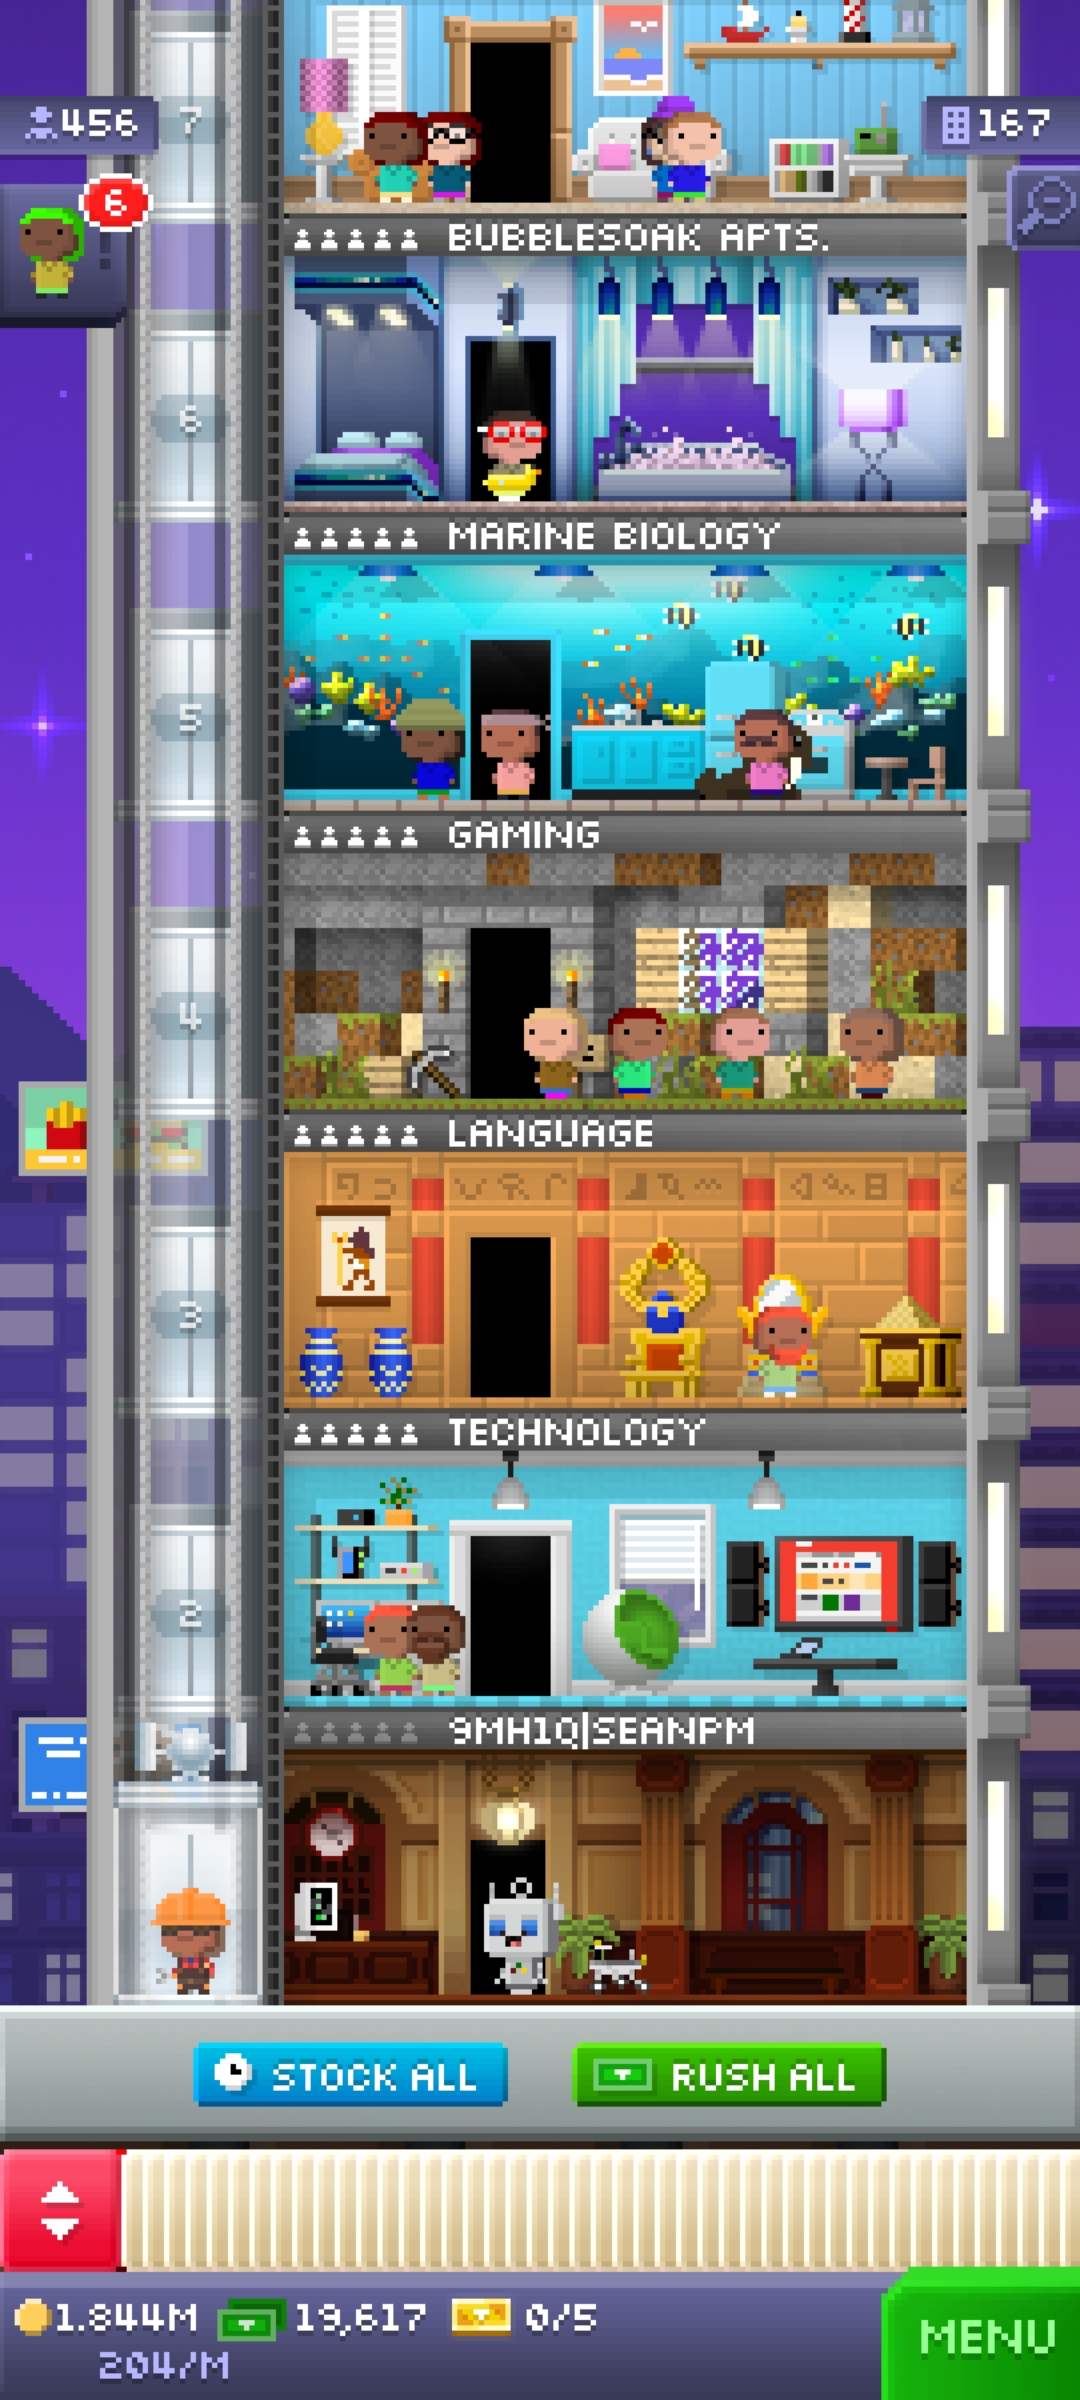 7
456
167
6
BUBBLESOAK APTS.
6
MARINE BIOLOGY
5
GAMING
4
LANGUAGE
3
TECHNOLOGY
2
9MH1Q|SEANPM
STOCK ALL
RUSH ALL
1.844M
19,617
0/5
204/M
MENU